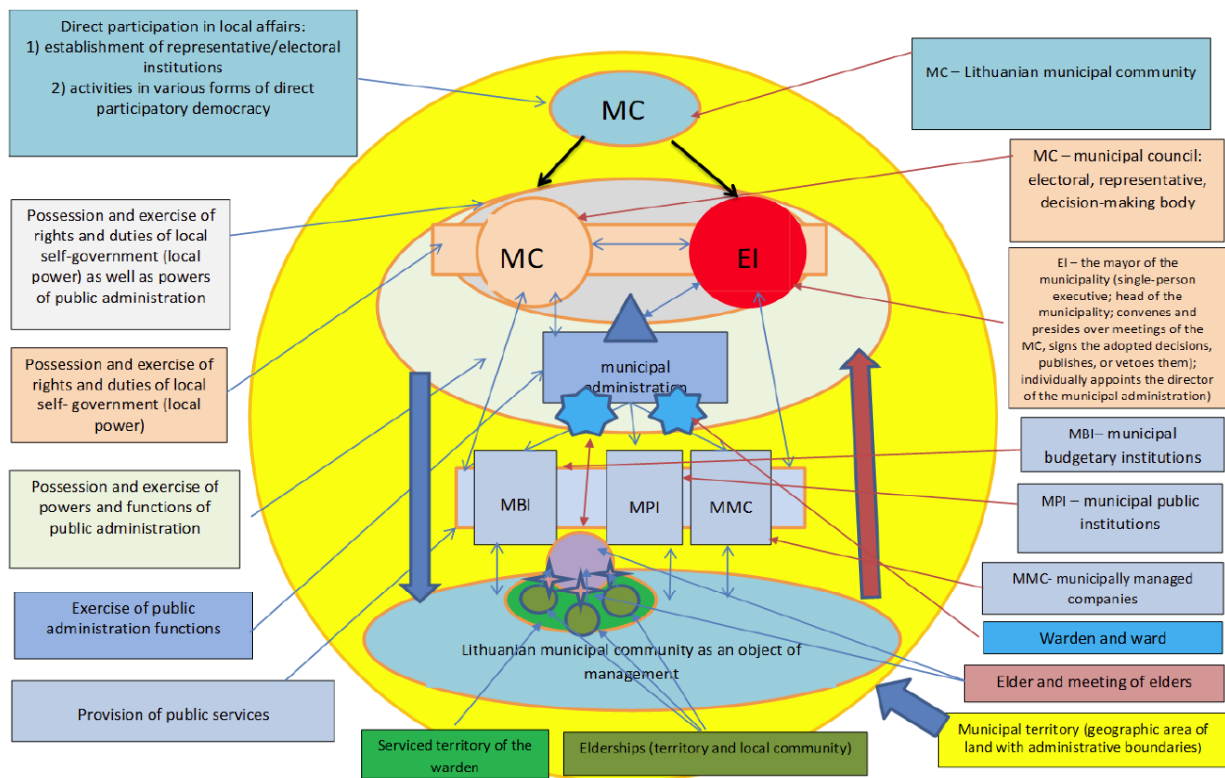 Direct participation in local affairs:
1) establishment of representative/electoral
institutions
2) activities in various forms of direct
participatory democracy
MC
MC – Lithuanian municipal community
MC – municipal council:
electoral, representative,
decision-making body
Possession and exercise of
rights and duties of local
self-government (local
power) as well as powers
of public administration
MC
EI
EI – the mayor of the
municipality (single-person
executive; head of the
municipality; convenes and
presides over meetings of the
MC, signs the adopted decisions,
publishes, or vetoes them);
individually appoints the director
of the municipal administration)
Possession and exercise of
rights and duties of local
self- government (local
power)
municipal
administration
MBI– municipal
budgetary institutions
Possession and exercise of
powers and functions of
public administration
MBI
MPI
MMC
MPI – municipal public
institutions
MMC- municipally managed
companies
Exercise of public
administration functions
Warden and ward
Lithuanian municipal community as an object of
management
Elder and meeting of elders
Provision of public services
Serviced territory of the
warden
Elderships (territory and local community)
Municipal territory (geographic area of
land with administrative boundaries)